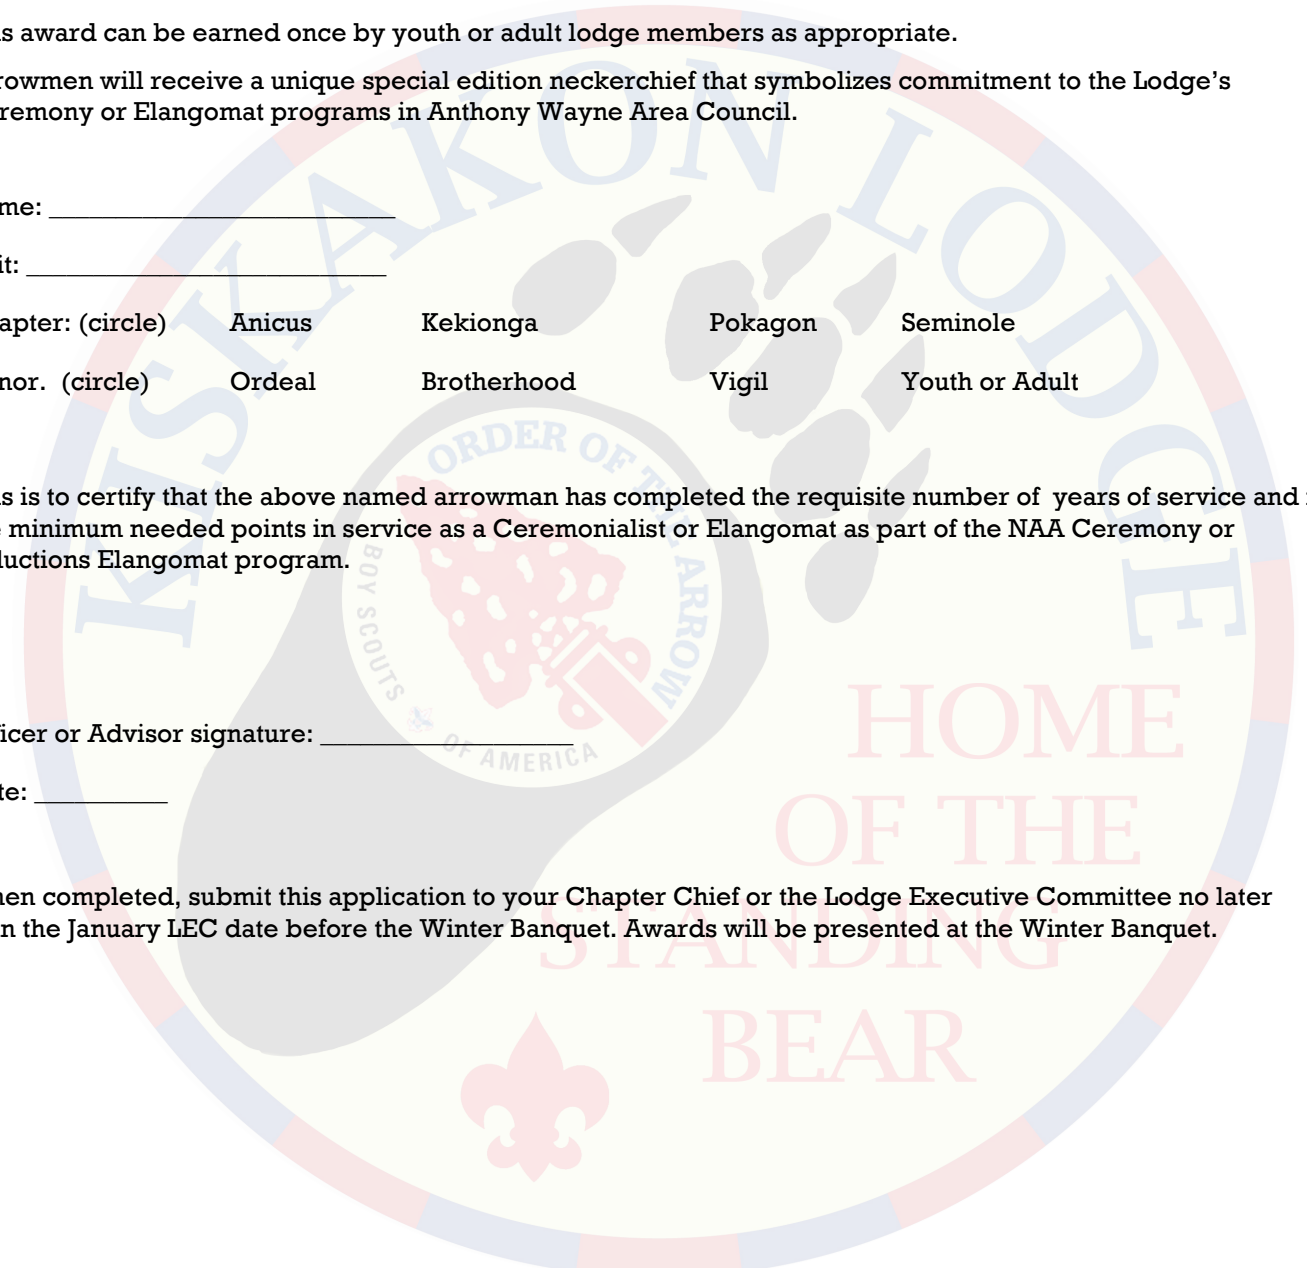 s award can be earned once by youth or adult lodge members as appropriate.
rowmen will receive a unique special edition neckerchief that symbolizes commitment to the Lodge's
remony or Elangomat programs in Anthony Wayne Area Council.
me: __________________________
it: ___________________________
apter: (circle) Anicus Kekionga Pokagon Seminole
nor. (circle) Ordeal Brotherhood Vigil Youth or Adult
s is to certify that the above named arrowman has completed the requisite number of years of service and
e minimum needed points in service as a Ceremonialist or Elangomat as part of the NAA Ceremony or
ductions Elangomat program.
ficer or Advisor signature: ___________________
te: __________
hen completed, submit this application to your Chapter Chief or the Lodge Executive Committee no later
n the January LEC date before the Winter Banquet. Awards will be presented at the Winter Banquet.
KISKAKON LODGE
ORDER OF THE ARROW
BOY SCOUTS OF AMERICA
HOME
OF THE
STANDING
BEAR